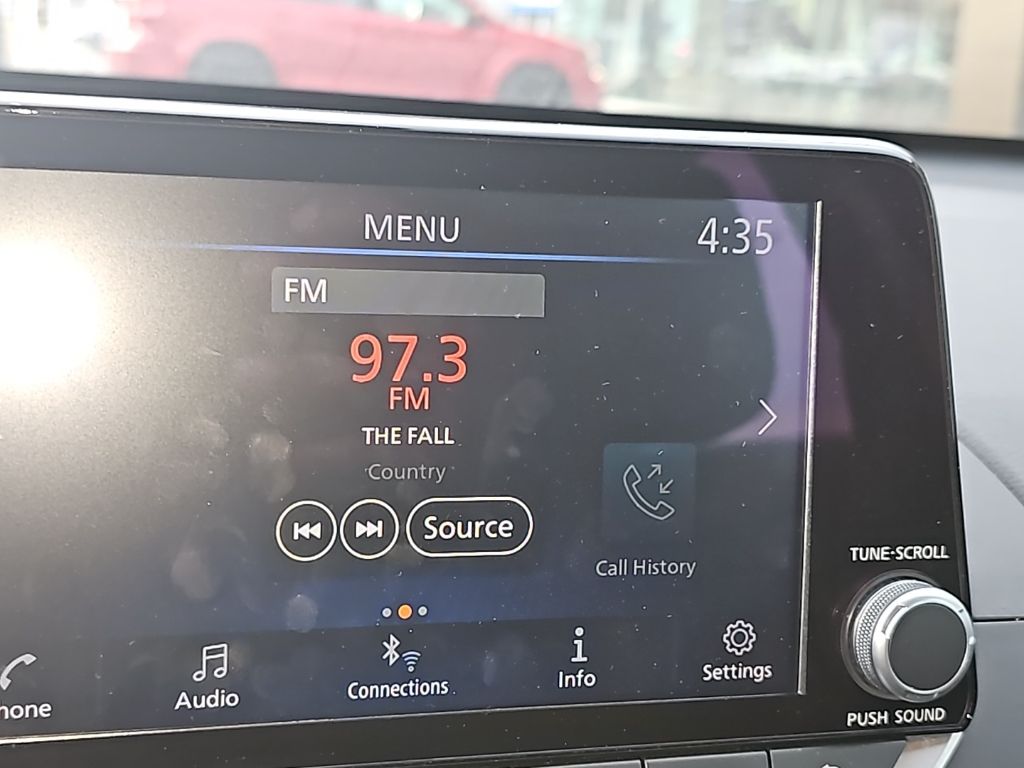 MENU
4:35
FM
97.3
FM
THE FALL
Country
Source
Call History
TUNE·SCROLL
hone
Audio
Connections
Info
Settings
PUSH SOUND